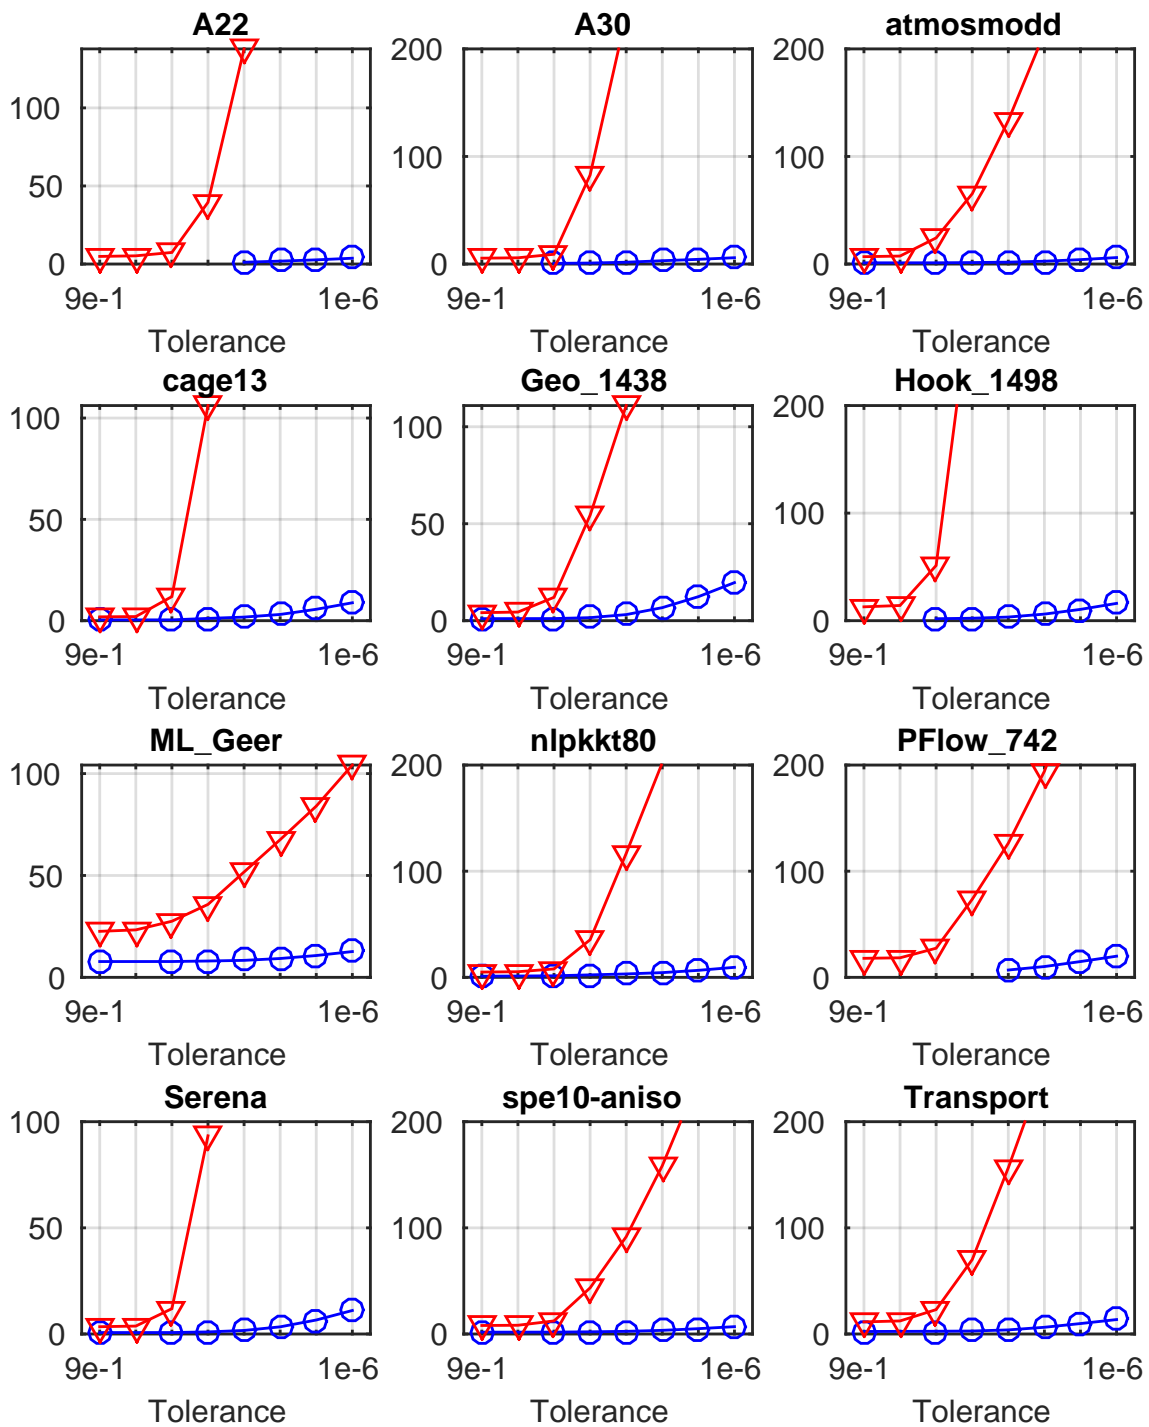 A22 A30 atmosmodd
100 50 0 200 100 0 200 100 0
9e-1 1e-6 9e-1 1e-6 9e-1 1e-6
Tolerance Tolerance Tolerance
cage13 Geo_1438 Hook_1498
100 50 0 100 50 0 200 100 0
9e-1 1e-6 9e-1 1e-6 9e-1 1e-6
Tolerance Tolerance Tolerance
ML_Geer nlpkkt80 PFlow_742
100 50 0 200 100 0 200 100 0
9e-1 1e-6 9e-1 1e-6 9e-1 1e-6
Tolerance Tolerance Tolerance
Serena spe10-aniso Transport
100 50 0 200 100 0 200 100 0
9e-1 1e-6 9e-1 1e-6 9e-1 1e-6
Tolerance Tolerance Tolerance